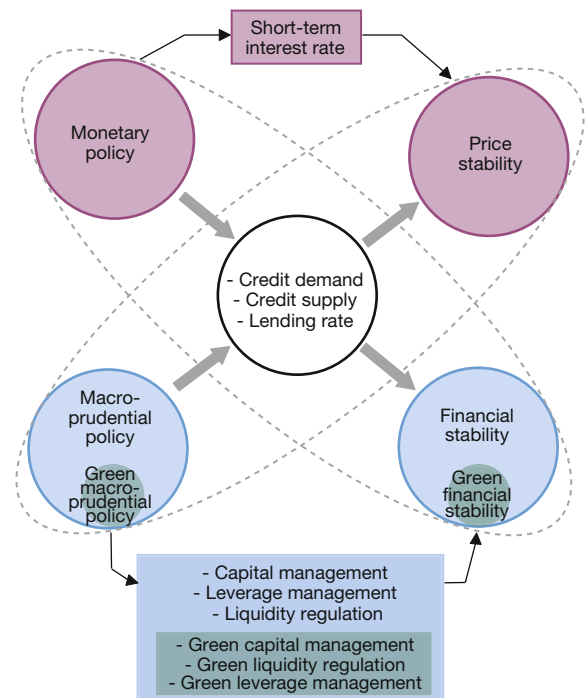 Short-term
interest rate
Monetary
policy
Price
stability
- Credit demand
- Credit supply
- Lending rate
Macro-
prudential
policy
Green
macro-
prudential
policy
Financial
stability
Green
financial
stability
- Capital management
- Leverage management
- Liquidity regulation
- Green capital management
- Green liquidity regulation
- Green leverage management